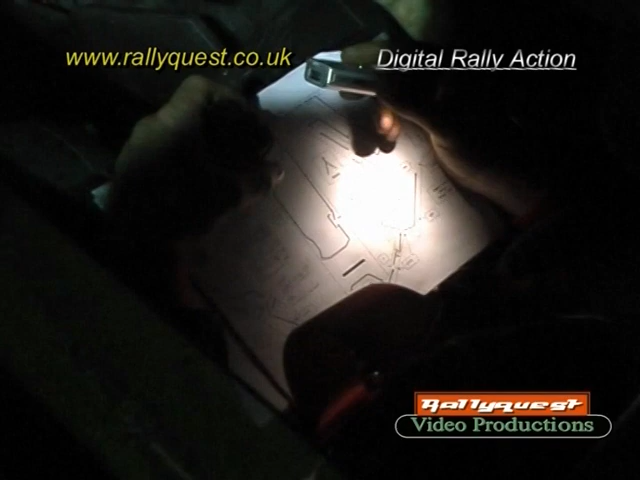 www.rallyquest.co.uk
Digital Rally Action
Rallyquest
Video Productions